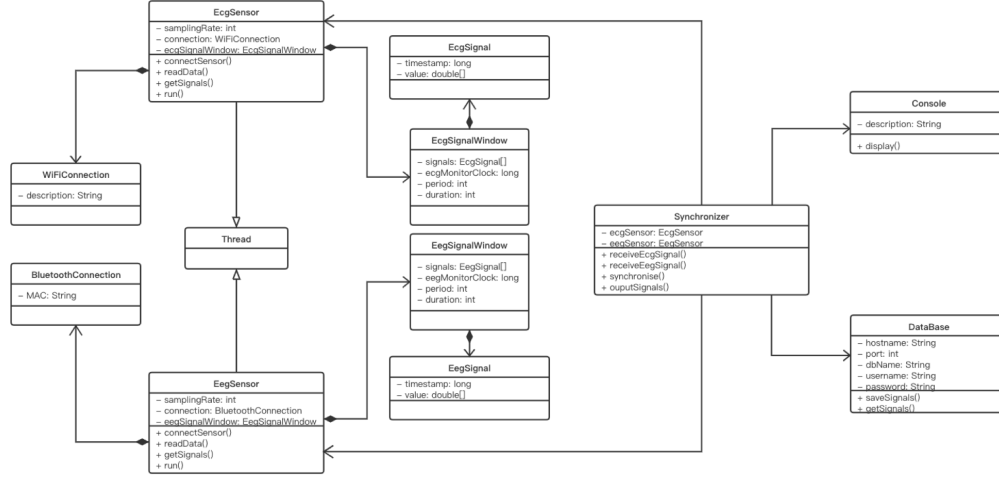 EcgSensor
– samplingRate: int
– connection: WiFiConnection
– ecgSignalWindow: EcgSignalWindow
+ connectSensor()
+ readData()
+ getSignals()
+ run()
EcgSignal
– timestamp: long
– value: double[]
EcgSignalWindow
– signals: EcgSignal[]
– ecgMonitorClock: long
– period: int
– duration: int
WiFiConnection
– description: String
Thread
BluetoothConnection
– MAC: String
EegSignalWindow
– signals: EegSignal[]
– eegMonitorClock: long
– period: int
– duration: int
EegSignal
– timestamp: long
– value: double[]
EegSensor
– samplingRate: int
– connection: BluetoothConnection
– eegSignalWindow: EegSignalWindow
+ connectSensor()
+ readData()
+ getSignals()
+ run()
Synchronizer
– ecgSensor: EcgSensor
– eegSensor: EegSensor
+ receiveEcgSignal()
+ receiveEegSignal()
+ synchronise()
+ ouputSignals()
Console
– description: String
+ display()
DataBase
– hostname: String
– port: int
– dbName: String
– username: String
– password: String
+ saveSignals()
+ getSignals()